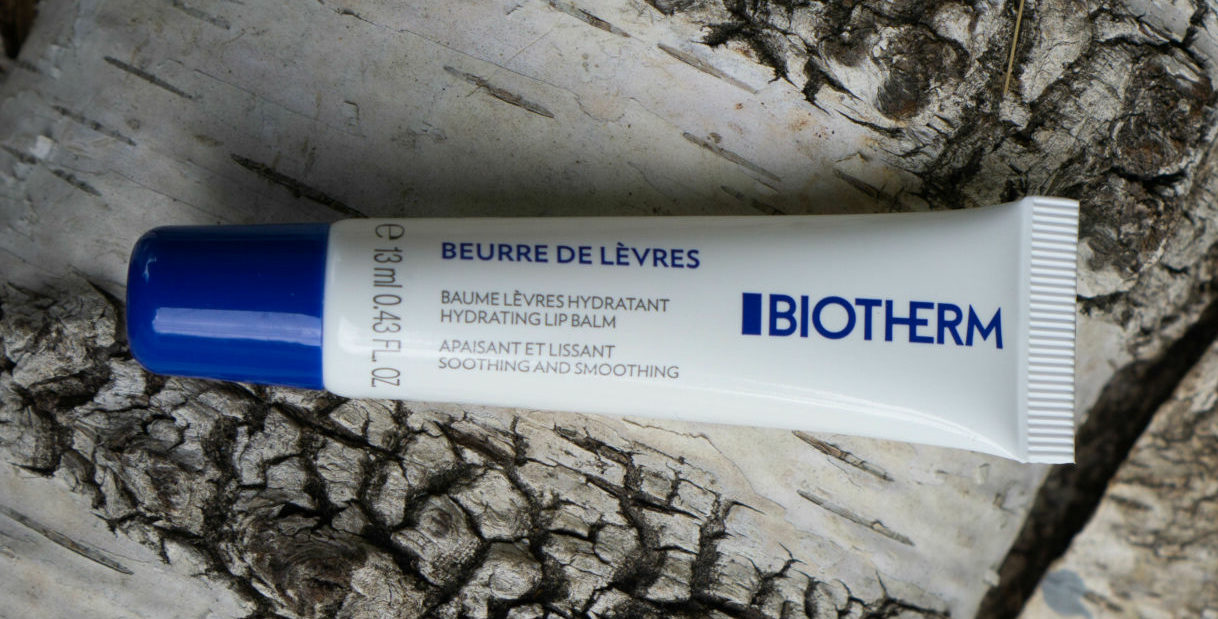 e 13 ml 0.43 FL.OZ
BEURRE DE LÈVRES
BAUME LÈVRES HYDRATANT
HYDRATING LIP BALM
APAISANT ET LISSANT
SOOTHING AND SMOOTHING
BIOTHERM